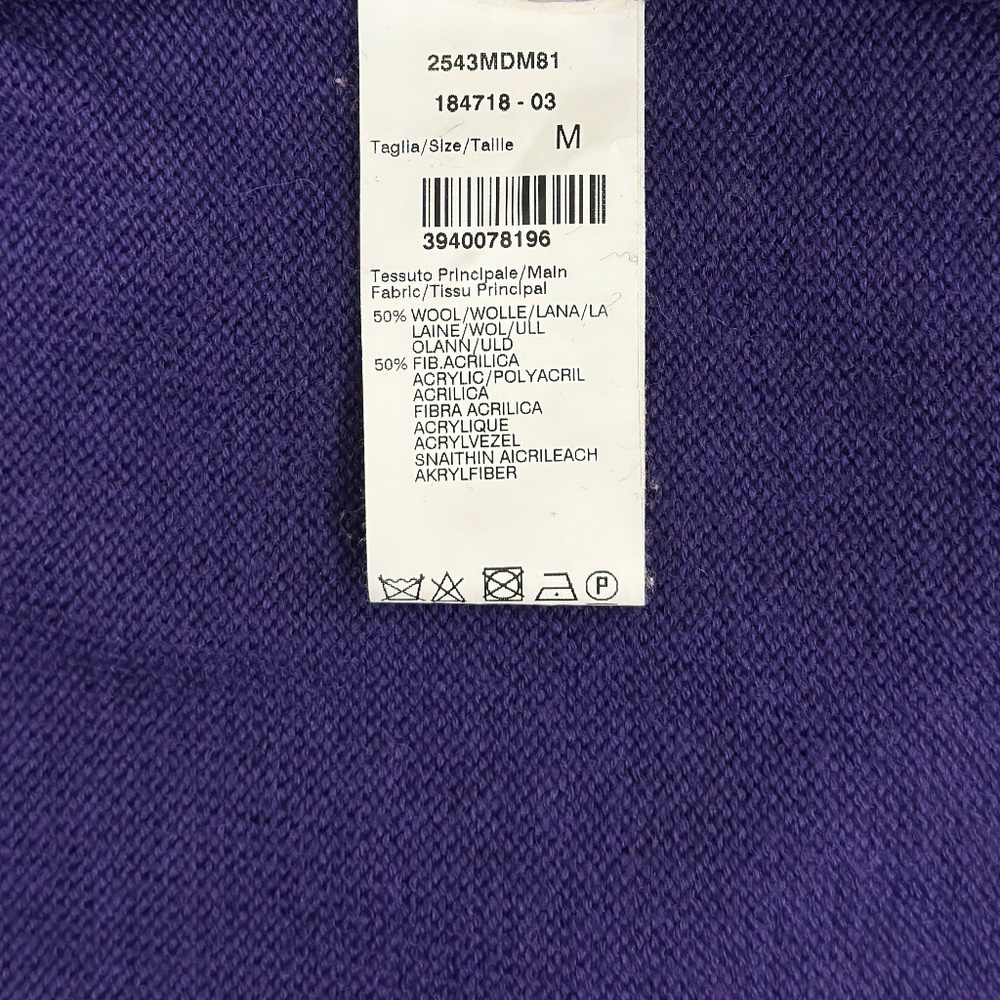 2543MDM81
184718 - 03
Taglia/Size/Taille M
3940078196
Tessuto Principale/Main
Fabric/Tissu Principal
50% WOOL/WOLLE/LANA/LA
LAINE/WOL/ULL
OLANN/ULD
50% FIB.ACRILICA
ACRYLIC/POLYACRIL
ACRILICA
FIBRA ACRILICA
ACRYLIQUE
ACRYLVEZEL
SNAITHIN AICRILEACH
AKRYLFIBER
P